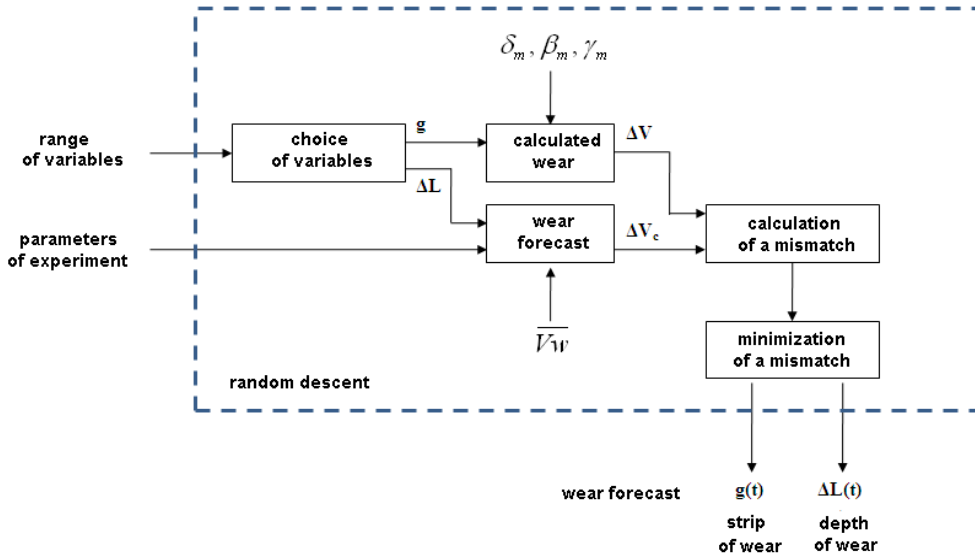 δm , βm , γm
range
of variables
choice
of variables
g
ΔL
calculated
wear
ΔV
parameters
of experiment
wear
forecast
ΔVc
calculation
of a mismatch
Vw
minimization
of a mismatch
random descent
wear forecast
g(t)
ΔL(t)
strip
of wear
depth
of wear